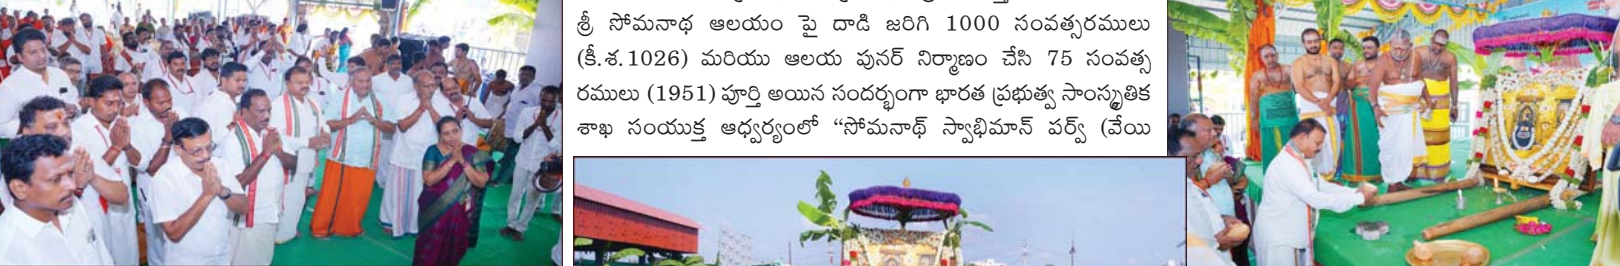 శ్రీ సోమనాథ ఆలయం పై దాడి జరిగి 1000 సంవత్సరములు
(కీ.శ.1026) మరియు ఆలయ పునర్ నిర్మాణం చేసి 75 సంవత్స
రములు (1951) పూర్తి అయిన సందర్భంగా భారత ప్రభుత్వ సాంస్కృతిక
శాఖ సంయుక్త ఆధ్వర్యంలో “సోమనాథ్ స్వాభిమాన్ పర్వ్ (వేయి